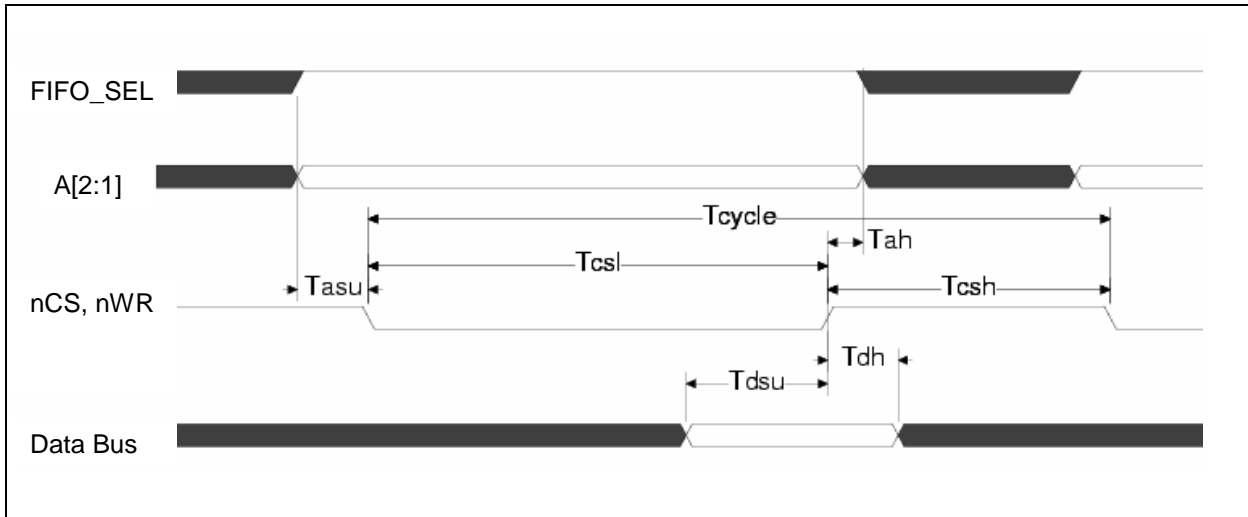 FIFO_SEL
A[2:1]
Tcycle
Tah
Tcsl
Tasu
Tcsh
nCS, nWR
Tdh
Tdsu
Data Bus